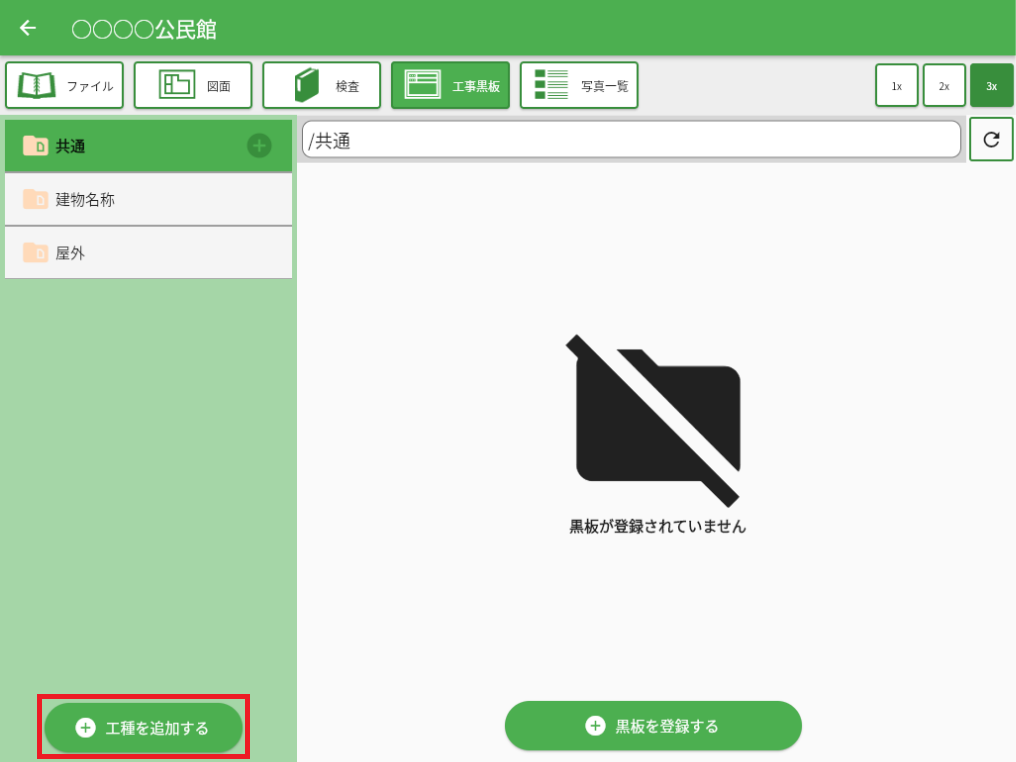 ○○○○公民館
ファイル
図面
検査
工事黒板
写真一覧
1x
2x
3x
共通
/共通
建物名称
屋外
黒板が登録されていません
工種を追加する
黒板を登録する